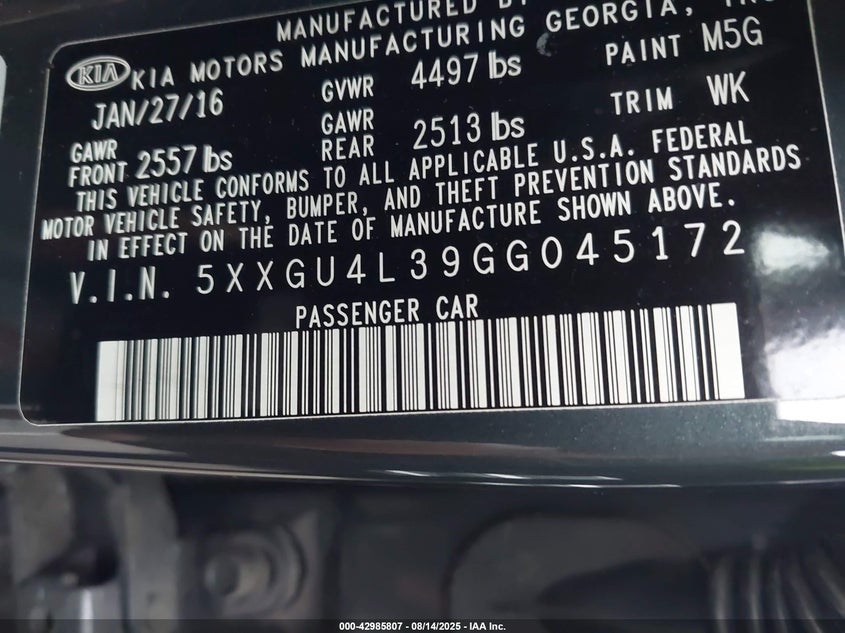 MANUFACTURED BY
KIA KIA MOTORS MANUFACTURING GEORGIA, INC
JAN/27/16 GVWR 4497 lbs PAINT M5G
GAWR FRONT 2557 lbs GAWR REAR 2513 lbs TRIM WK
THIS VEHICLE CONFORMS TO ALL APPLICABLE U.S.A. FEDERAL
MOTOR VEHICLE SAFETY, BUMPER, AND THEFT PREVENTION STANDARDS
IN EFFECT ON THE DATE OF MANUFACTURE SHOWN ABOVE.
V.I.N. 5XXGU4L39GG045172
PASSENGER CAR
000-42985807 - 08/14/2025 - IAA Inc.